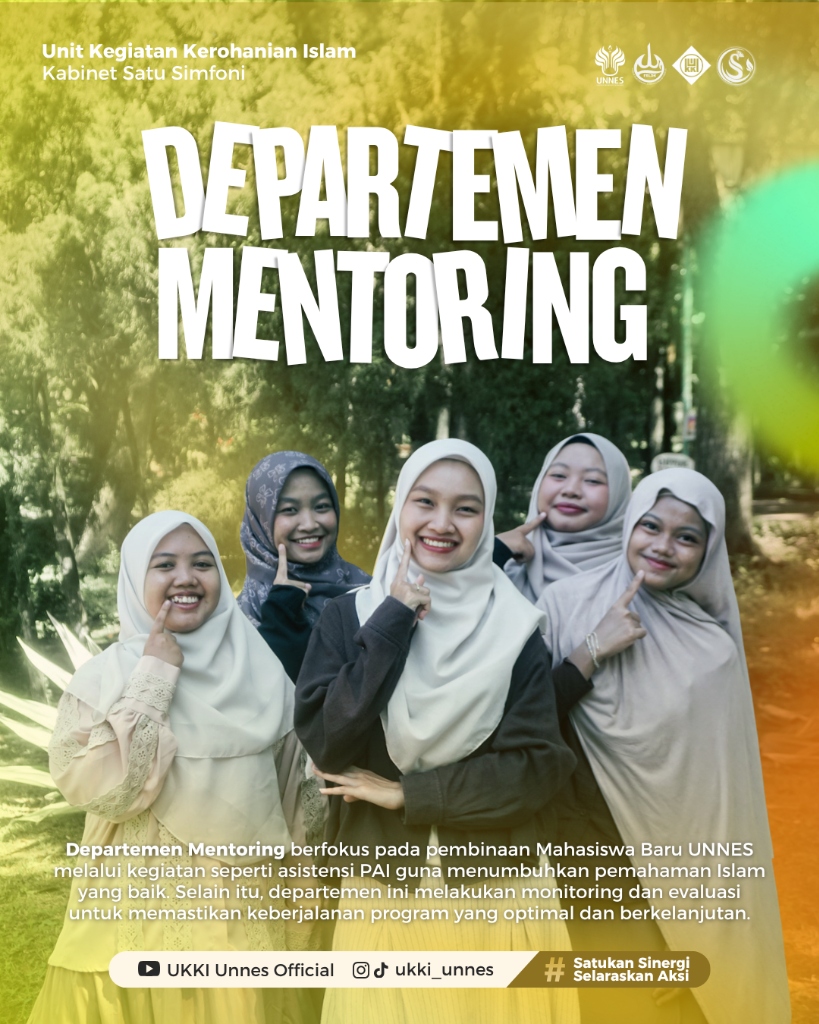 Unit Kegiatan Kerohanian Islam
Kabinet Satu Simfoni
UNNES
DEPARTEMEN
MENTORING
Departemen Mentoring berfokus pada pembinaan Mahasiswa Baru UNNES
melalui kegiatan seperti asistensi PAI guna menumbuhkan pemahaman Islam
yang baik. Selain itu, departemen ini melakukan monitoring dan evaluasi
untuk memastikan keberjalanan program yang optimal dan berkelanjutan.
UKKI Unnes Official
ukki_unnes
# Satukan Sinergi
Selaraskan Aksi